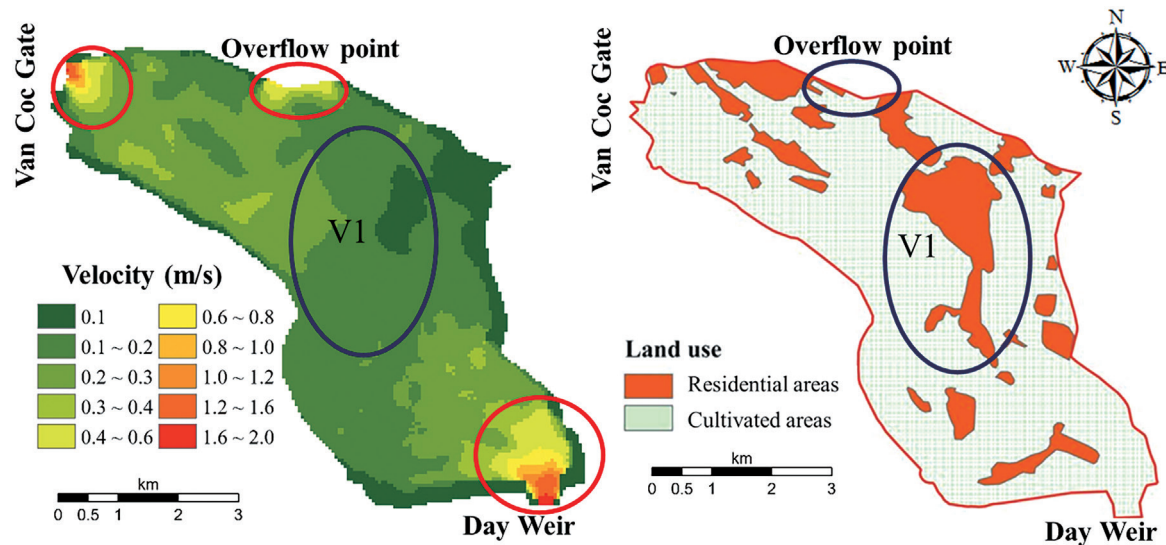 Van Coc Gate
Overflow point
V1
Velocity (m/s)
0.1
0.1 ~ 0.2
0.2 ~ 0.3
0.3 ~ 0.4
0.4 ~ 0.6
0.6 ~ 0.8
0.8 ~ 1.0
1.0 ~ 1.2
1.2 ~ 1.6
1.6 ~ 2.0
km
0 0.5 1 2 3
Day Weir
Van Coc Gate
Overflow point
N
W E
S
V1
Land use
Residential areas
Cultivated areas
km
0 0.5 1 2 3
Day Weir